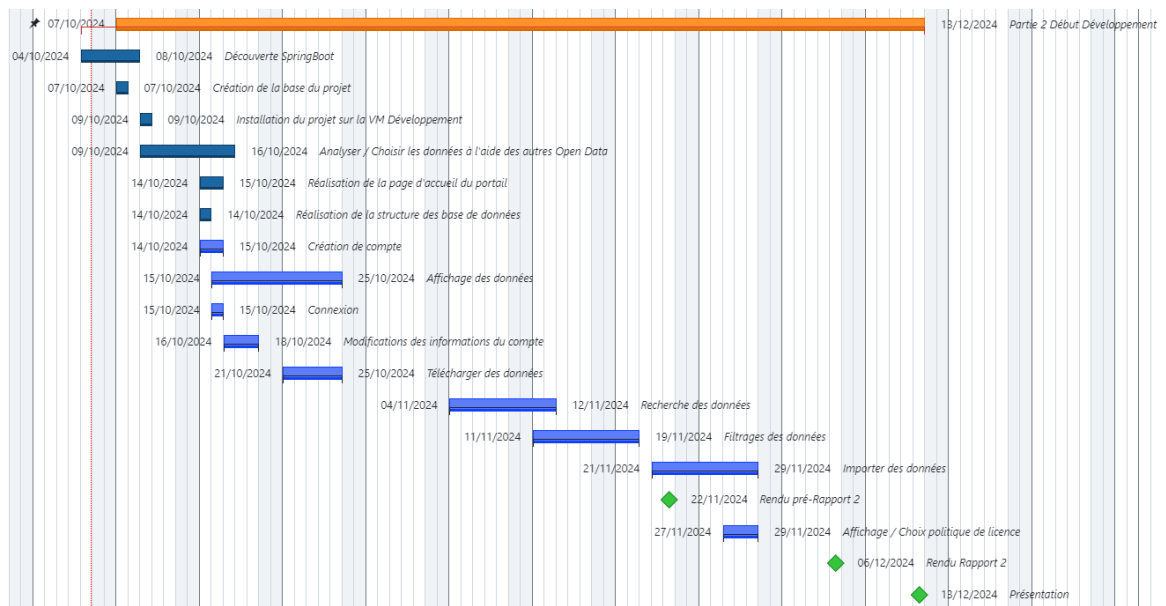 07/10/2024 13/12/2024 Partie 2 Début Développement
04/10/2024 08/10/2024 Découverte SpringBoot
07/10/2024 07/10/2024 Création de la base du projet
09/10/2024 09/10/2024 Installation du projet sur la VM Développement
09/10/2024 16/10/2024 Analyser / Choisir les données à l'aide des autres Open Data
14/10/2024 15/10/2024 Réalisation de la page d'accueil du portail
14/10/2024 14/10/2024 Réalisation de la structure des base de données
14/10/2024 15/10/2024 Création de compte
15/10/2024 25/10/2024 Affichage des données
15/10/2024 15/10/2024 Connexion
16/10/2024 18/10/2024 Modifications des informations du compte
21/10/2024 25/10/2024 Télécharger des données
04/11/2024 12/11/2024 Recherche des données
11/11/2024 19/11/2024 Filtrages des données
21/11/2024 29/11/2024 Importer des données
22/11/2024 Rendu pré-Rapport 2
27/11/2024 29/11/2024 Affichage / Choix politique de licence
06/12/2024 Rendu Rapport 2
13/12/2024 Présentation